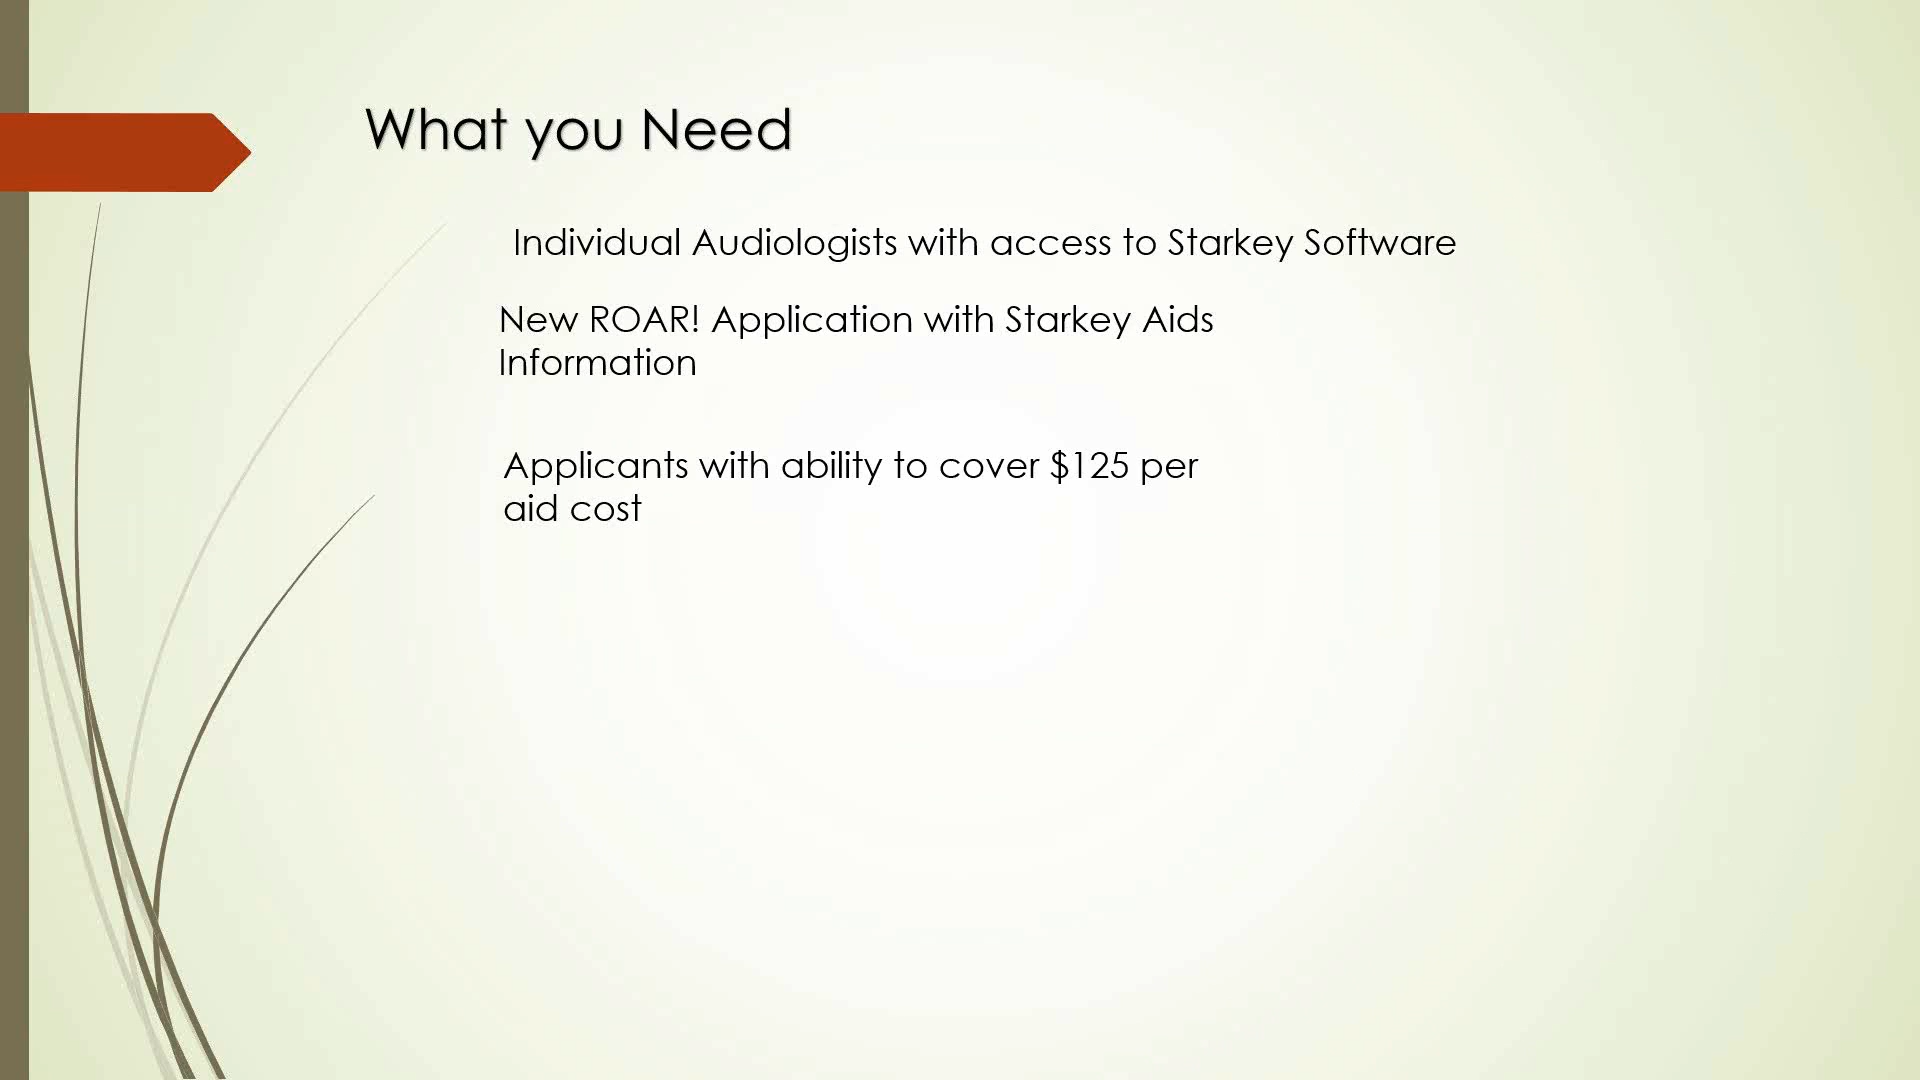 What you Need
Individual Audiologists with access to Starkey Software
New ROAR! Application with Starkey Aids
Information
Applicants with ability to cover $125 per
aid cost